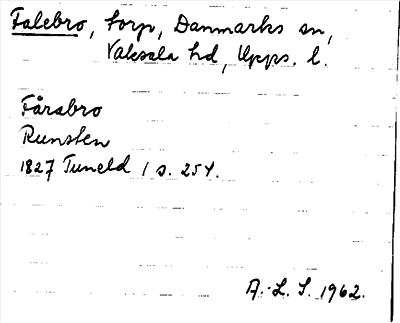 Falebro, torp, Danmarks sn,
Vaksala hd, Upps. l.
Fårabro
Runsten
1827 Tuneld 1 s. 254.
A.-L. S. 1962.